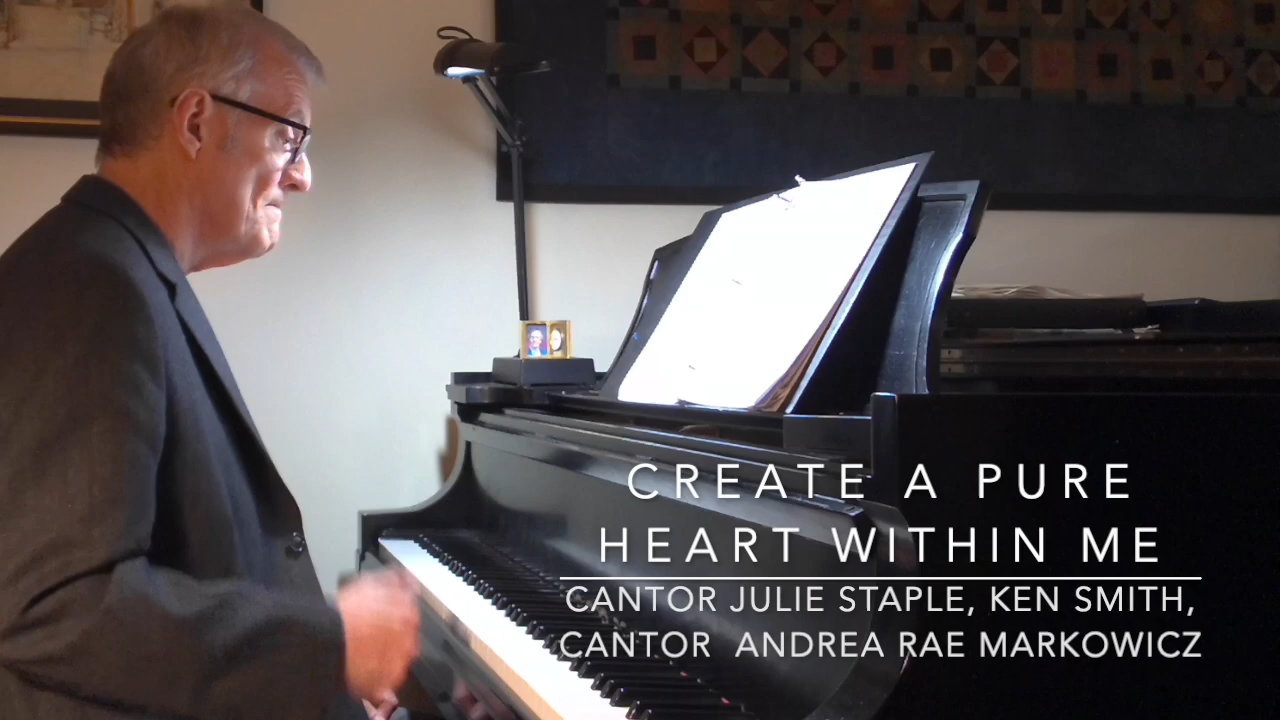 CREATE A PURE
HEART WITHIN ME
CANTOR JULIE STAPLE, KEN SMITH,
CANTOR ANDREA RAE MARKOWICZ